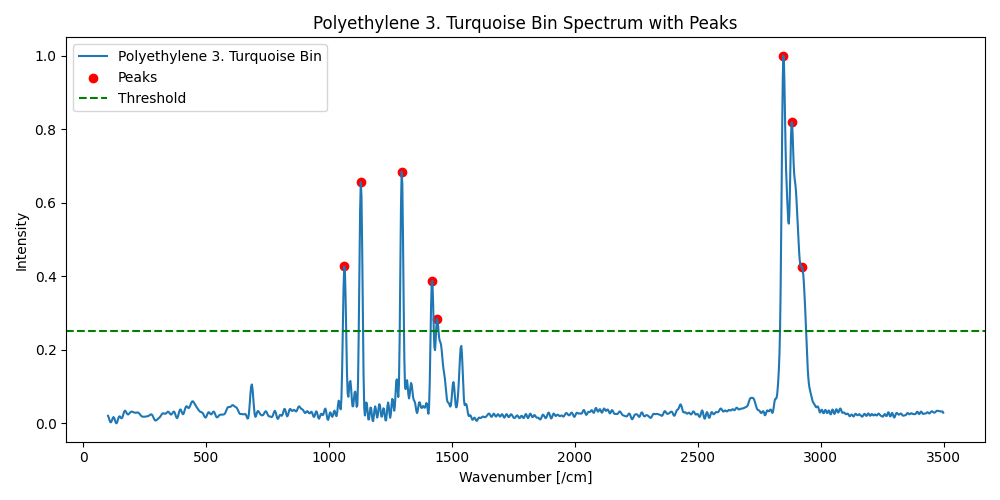 Polyethylene 3. Turquoise Bin Spectrum with Peaks
Polyethylene 3. Turquoise Bin
Peaks
Threshold
1.0
0.8
0.6
0.4
0.2
0.0
Intensity
0 500 1000 1500 2000 2500 3000 3500
Wavenumber [/cm]